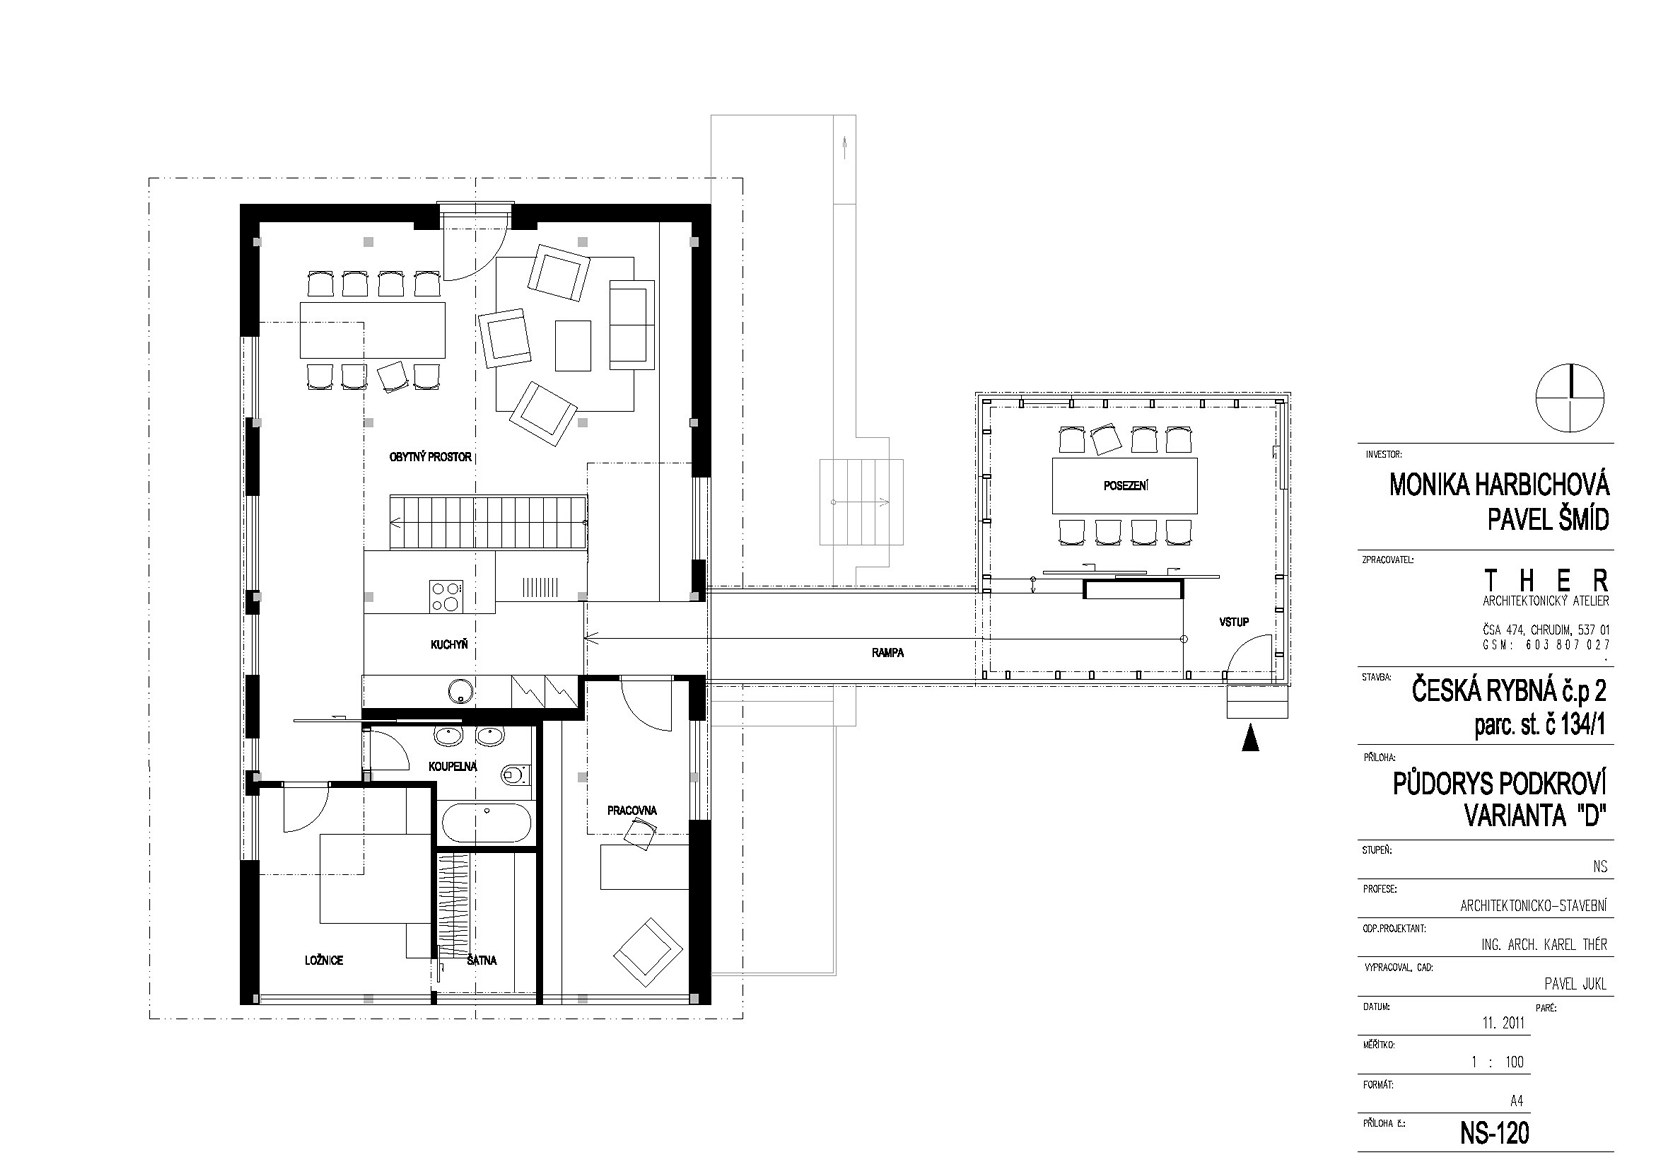 OBYTNÝ PROSTOR
POSEZENÍ
VSTUP
KUCHYŇ
RAMPA
KOUPELNA
PRACOVNA
LOŽNICE
ŠATNA
INVESTOR:
MONIKA HARBICHOVÁ
PAVEL ŠMÍD
ZPRACOVATEL:
T H E R
ARCHITEKTONICKÝ ATELIER
ČSA 474, CHRUDIM, 537 01
GSM: 603 807 027
STAVBA:
ČESKÁ RYBNÁ č.p 2
parc. st. č 134/1
PŘÍLOHA:
PŮDORYS PODKROVÍ
VARIANTA "D"
STUPEŇ:
NS
PROFESE:
ARCHITEKTONICKO-STAVEBNÍ
ODP.PROJEKTANT:
ING. ARCH. KAREL THÉR
VYPRACOVAL, CAD:
PAVEL JUKL
DATUM:
PARÉ:
11. 2011
MĚŘÍTKO:
1 : 100
FORMÁT:
A4
PŘÍLOHA č.:
NS-120